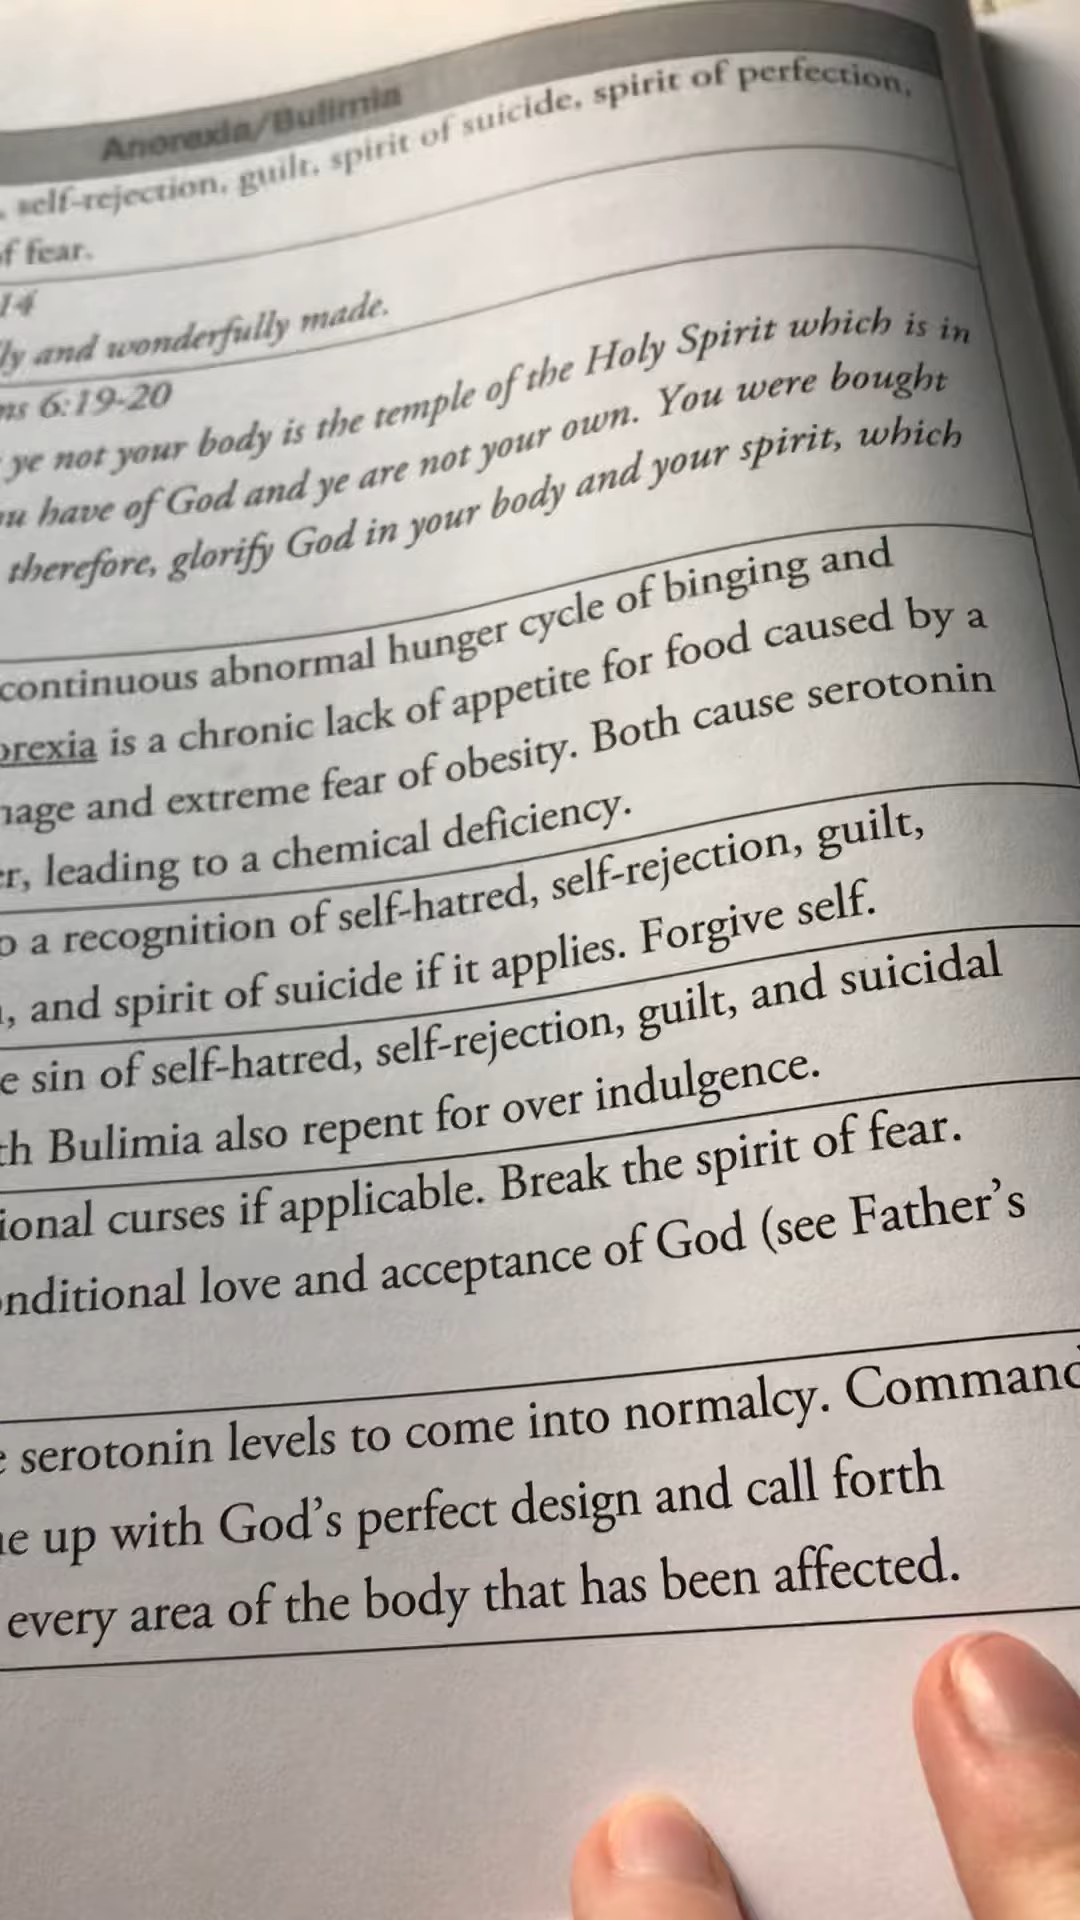 Anorexia/Bulimia
, self-rejection, guilt, spirit of suicide, spirit of perfection,
of fear.
14
ly and wonderfully made.
ns 6:19-20
ye not your body is the temple of the Holy Spirit which is in
ou have of God and ye are not your own. You were bought
therefore, glorify God in your body and your spirit, which
continuous abnormal hunger cycle of binging and
orexia is a chronic lack of appetite for food caused by a
mage and extreme fear of obesity. Both cause serotonin
er, leading to a chemical deficiency.
o a recognition of self-hatred, self-rejection, guilt,
, and spirit of suicide if it applies. Forgive self.
e sin of self-hatred, self-rejection, guilt, and suicidal
th Bulimia also repent for over indulgence.
ional curses if applicable. Break the spirit of fear.
onditional love and acceptance of God (see Father's
e serotonin levels to come into normalcy. Command
ne up with God's perfect design and call forth
every area of the body that has been affected.